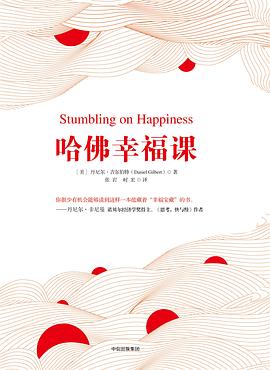 Stumbling on Happiness
哈佛幸福课
［美］丹尼尔·吉尔伯特（Daniel Gilbert）著
张岩 时宏 译
你很少有机会能够读到这样一本蕴藏着“幸福宝藏”的书。
——丹尼尔·卡尼曼 诺贝尔经济学奖得主，《思考，快与慢》作者
中信出版集团